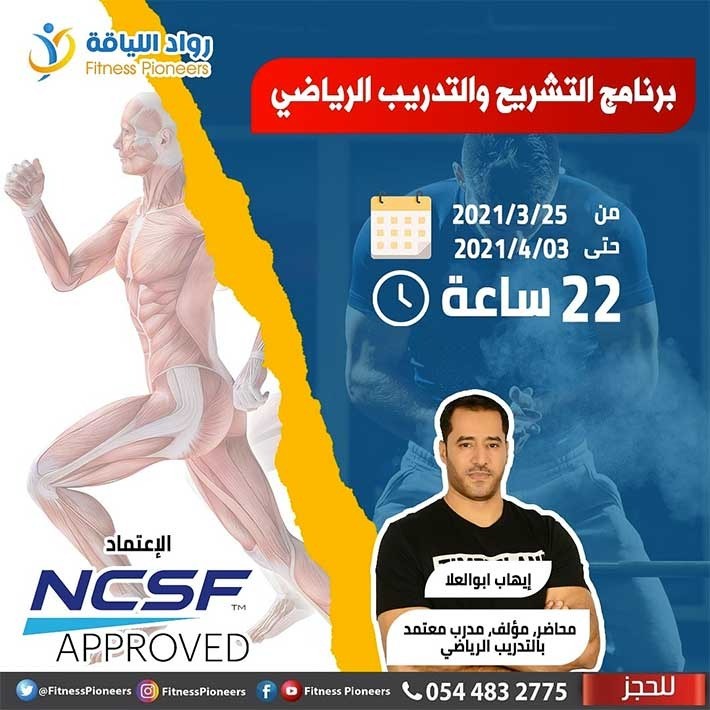 رواد اللياقة
Fitness Pioneers
برنامج التشريح والتدريب الرياضي
من 2021/3/25
حتى 2021/4/03
22 ساعة
إيهاب ابوالعلا
محاضر، مؤلف، مدرب معتمد
بالتدريب الرياضي
الإعتماد
NCSF™
APPROVED
@FitnessPioneers FitnessPioneers Fitness Pioneers 054 483 2775 للحجز